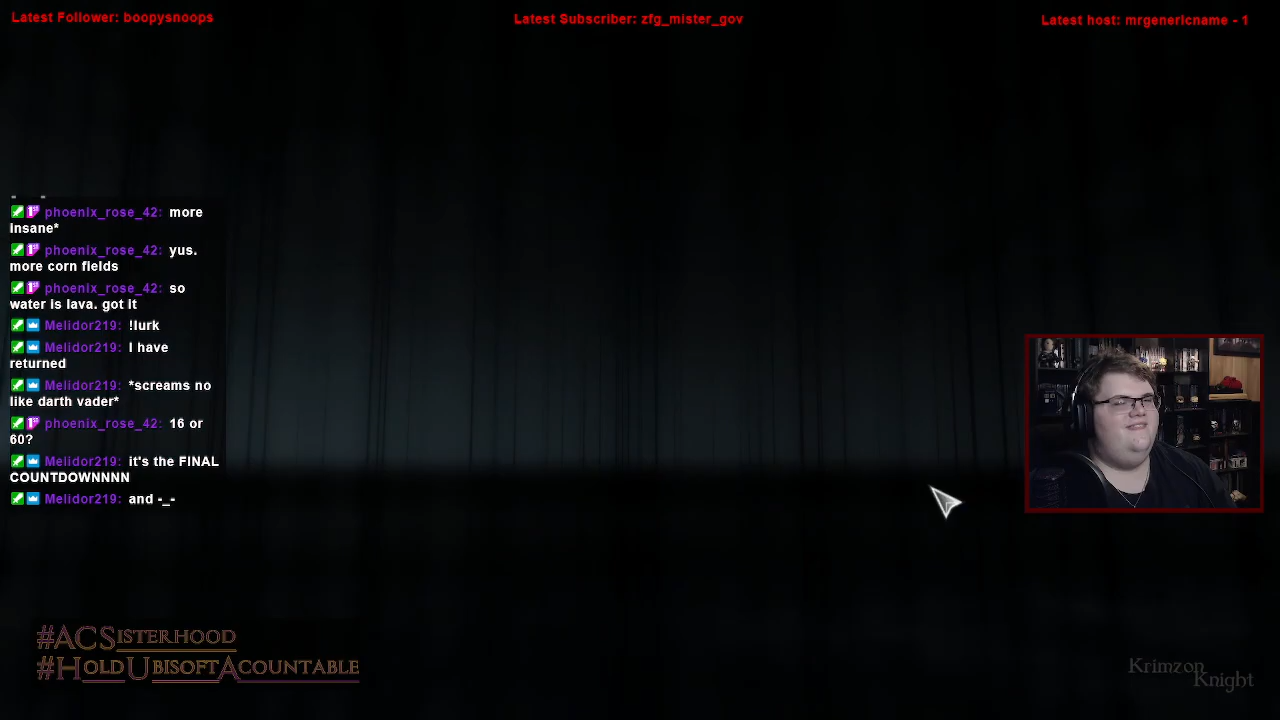 Latest Follower: boopysnoops
Latest Subscriber: zfg_mister_gov
Latest host: mrgenericname - 1
phoenix_rose_42: more
insane*
phoenix_rose_42: yus.
more corn fields
phoenix_rose_42: so
water is lava. got it
Melidor219: !lurk
Melidor219: I have
returned
Melidor219: *screams no
like darth vader*
phoenix_rose_42: 16 or
60?
Melidor219: it's the FINAL
COUNTDOWNNNN
Melidor219: and -_-
#ACSisterhood
#HoldUbisoftAcountable
Krimzon
Knight